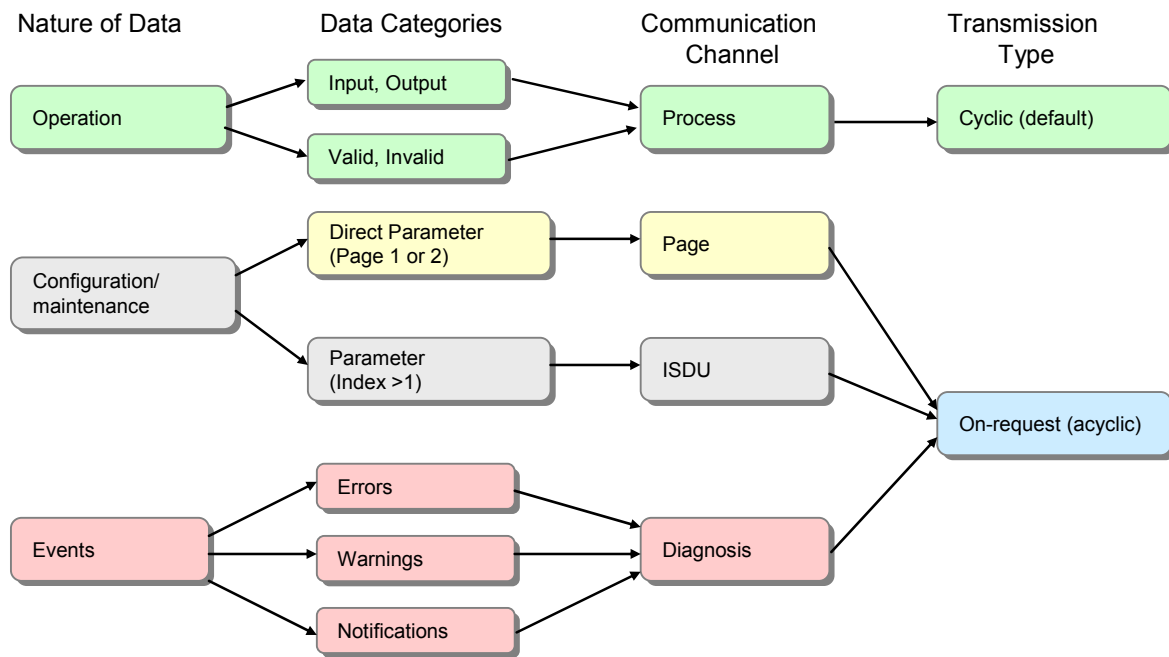 Nature of Data
Data Categories
Communication
Channel
Transmission
Type
Operation
Input, Output
Valid, Invalid
Process
Cyclic (default)
Configuration/
maintenance
Direct Parameter
(Page 1 or 2)
Page
Parameter
(Index >1)
ISDU
On-request (acyclic)
Events
Errors
Warnings
Notifications
Diagnosis